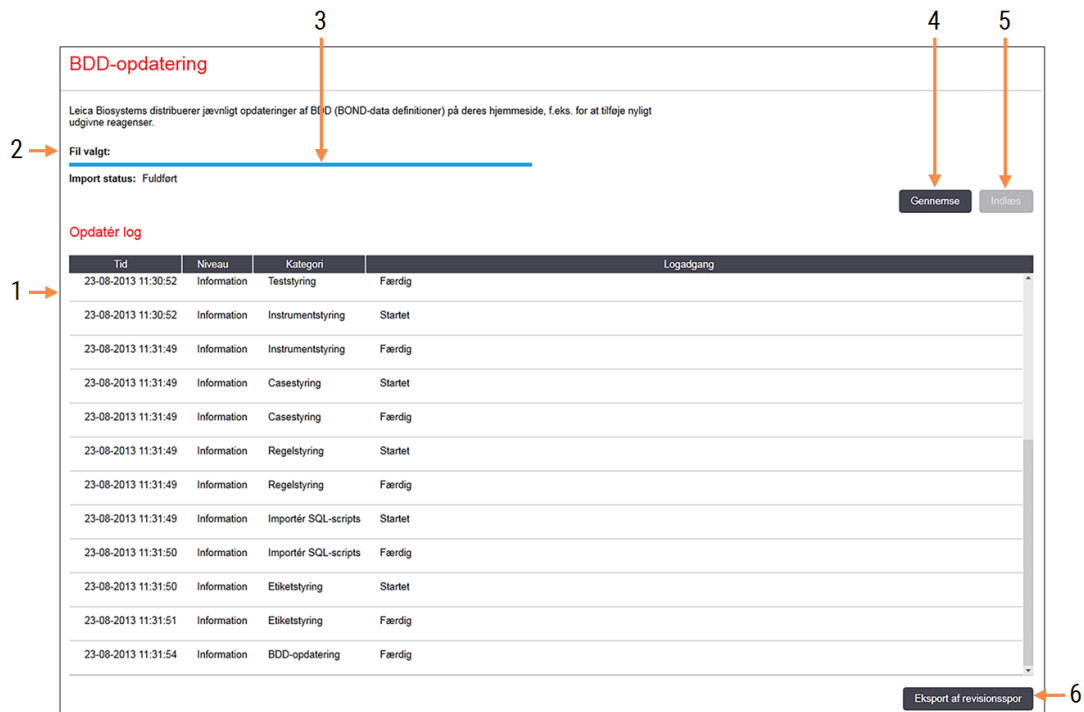 3 4 5
BDD-opdatering
Leica Biosystems distribuerer jævnligt opdateringer af BDD (BOND-data definitioner) på deres hjemmeside, f.eks. for at tilføje nyligt
udgivne reagenser.
2 Fil valgt:
Import status: Fuldført
Gennemse Indlæs
Opdatér log
Tid Niveau Kategori Logadgang
1
23-08-2013 11:30:52 Information Teststyring Færdig
23-08-2013 11:30:52 Information Instrumentstyring Startet
23-08-2013 11:31:49 Information Instrumentstyring Færdig
23-08-2013 11:31:49 Information Casestyring Startet
23-08-2013 11:31:49 Information Casestyring Færdig
23-08-2013 11:31:49 Information Regelstyring Startet
23-08-2013 11:31:49 Information Regelstyring Færdig
23-08-2013 11:31:49 Information Importér SQL-scripts Startet
23-08-2013 11:31:50 Information Importér SQL-scripts Færdig
23-08-2013 11:31:50 Information Etiketstyring Startet
23-08-2013 11:31:51 Information Etiketstyring Færdig
23-08-2013 11:31:54 Information BDD-opdatering Færdig
Eksport af revisionsspor 6